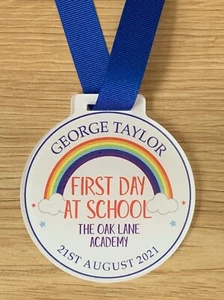 GEORGE TAYLOR
FIRST DAY
AT SCHOOL
THE OAK LANE
ACADEMY
21ST AUGUST 2021